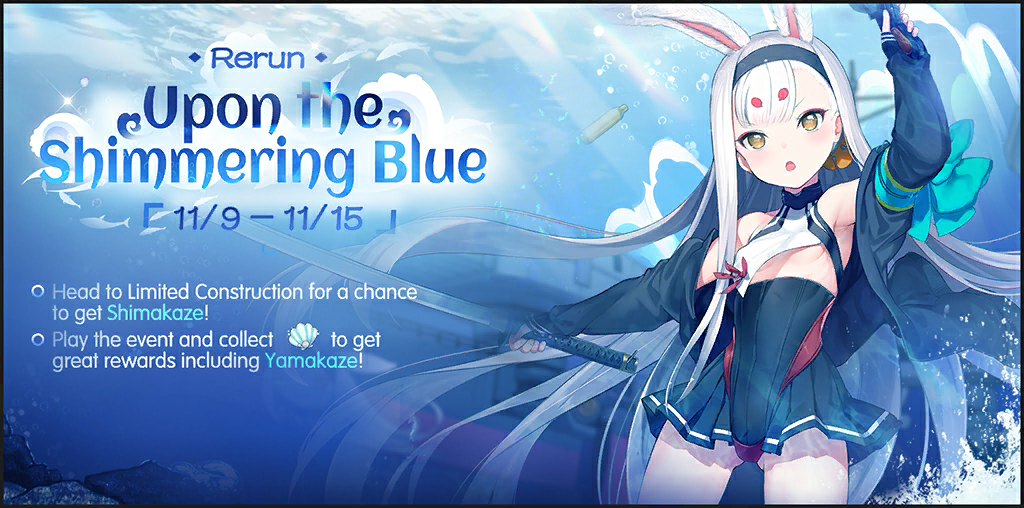 Rerun
Upon the
Shimmering Blue
「 11/9 — 11/15 」
Head to Limited Construction for a chance
to get Shimakaze!
Play the event and collect to get
great rewards including Yamakaze!